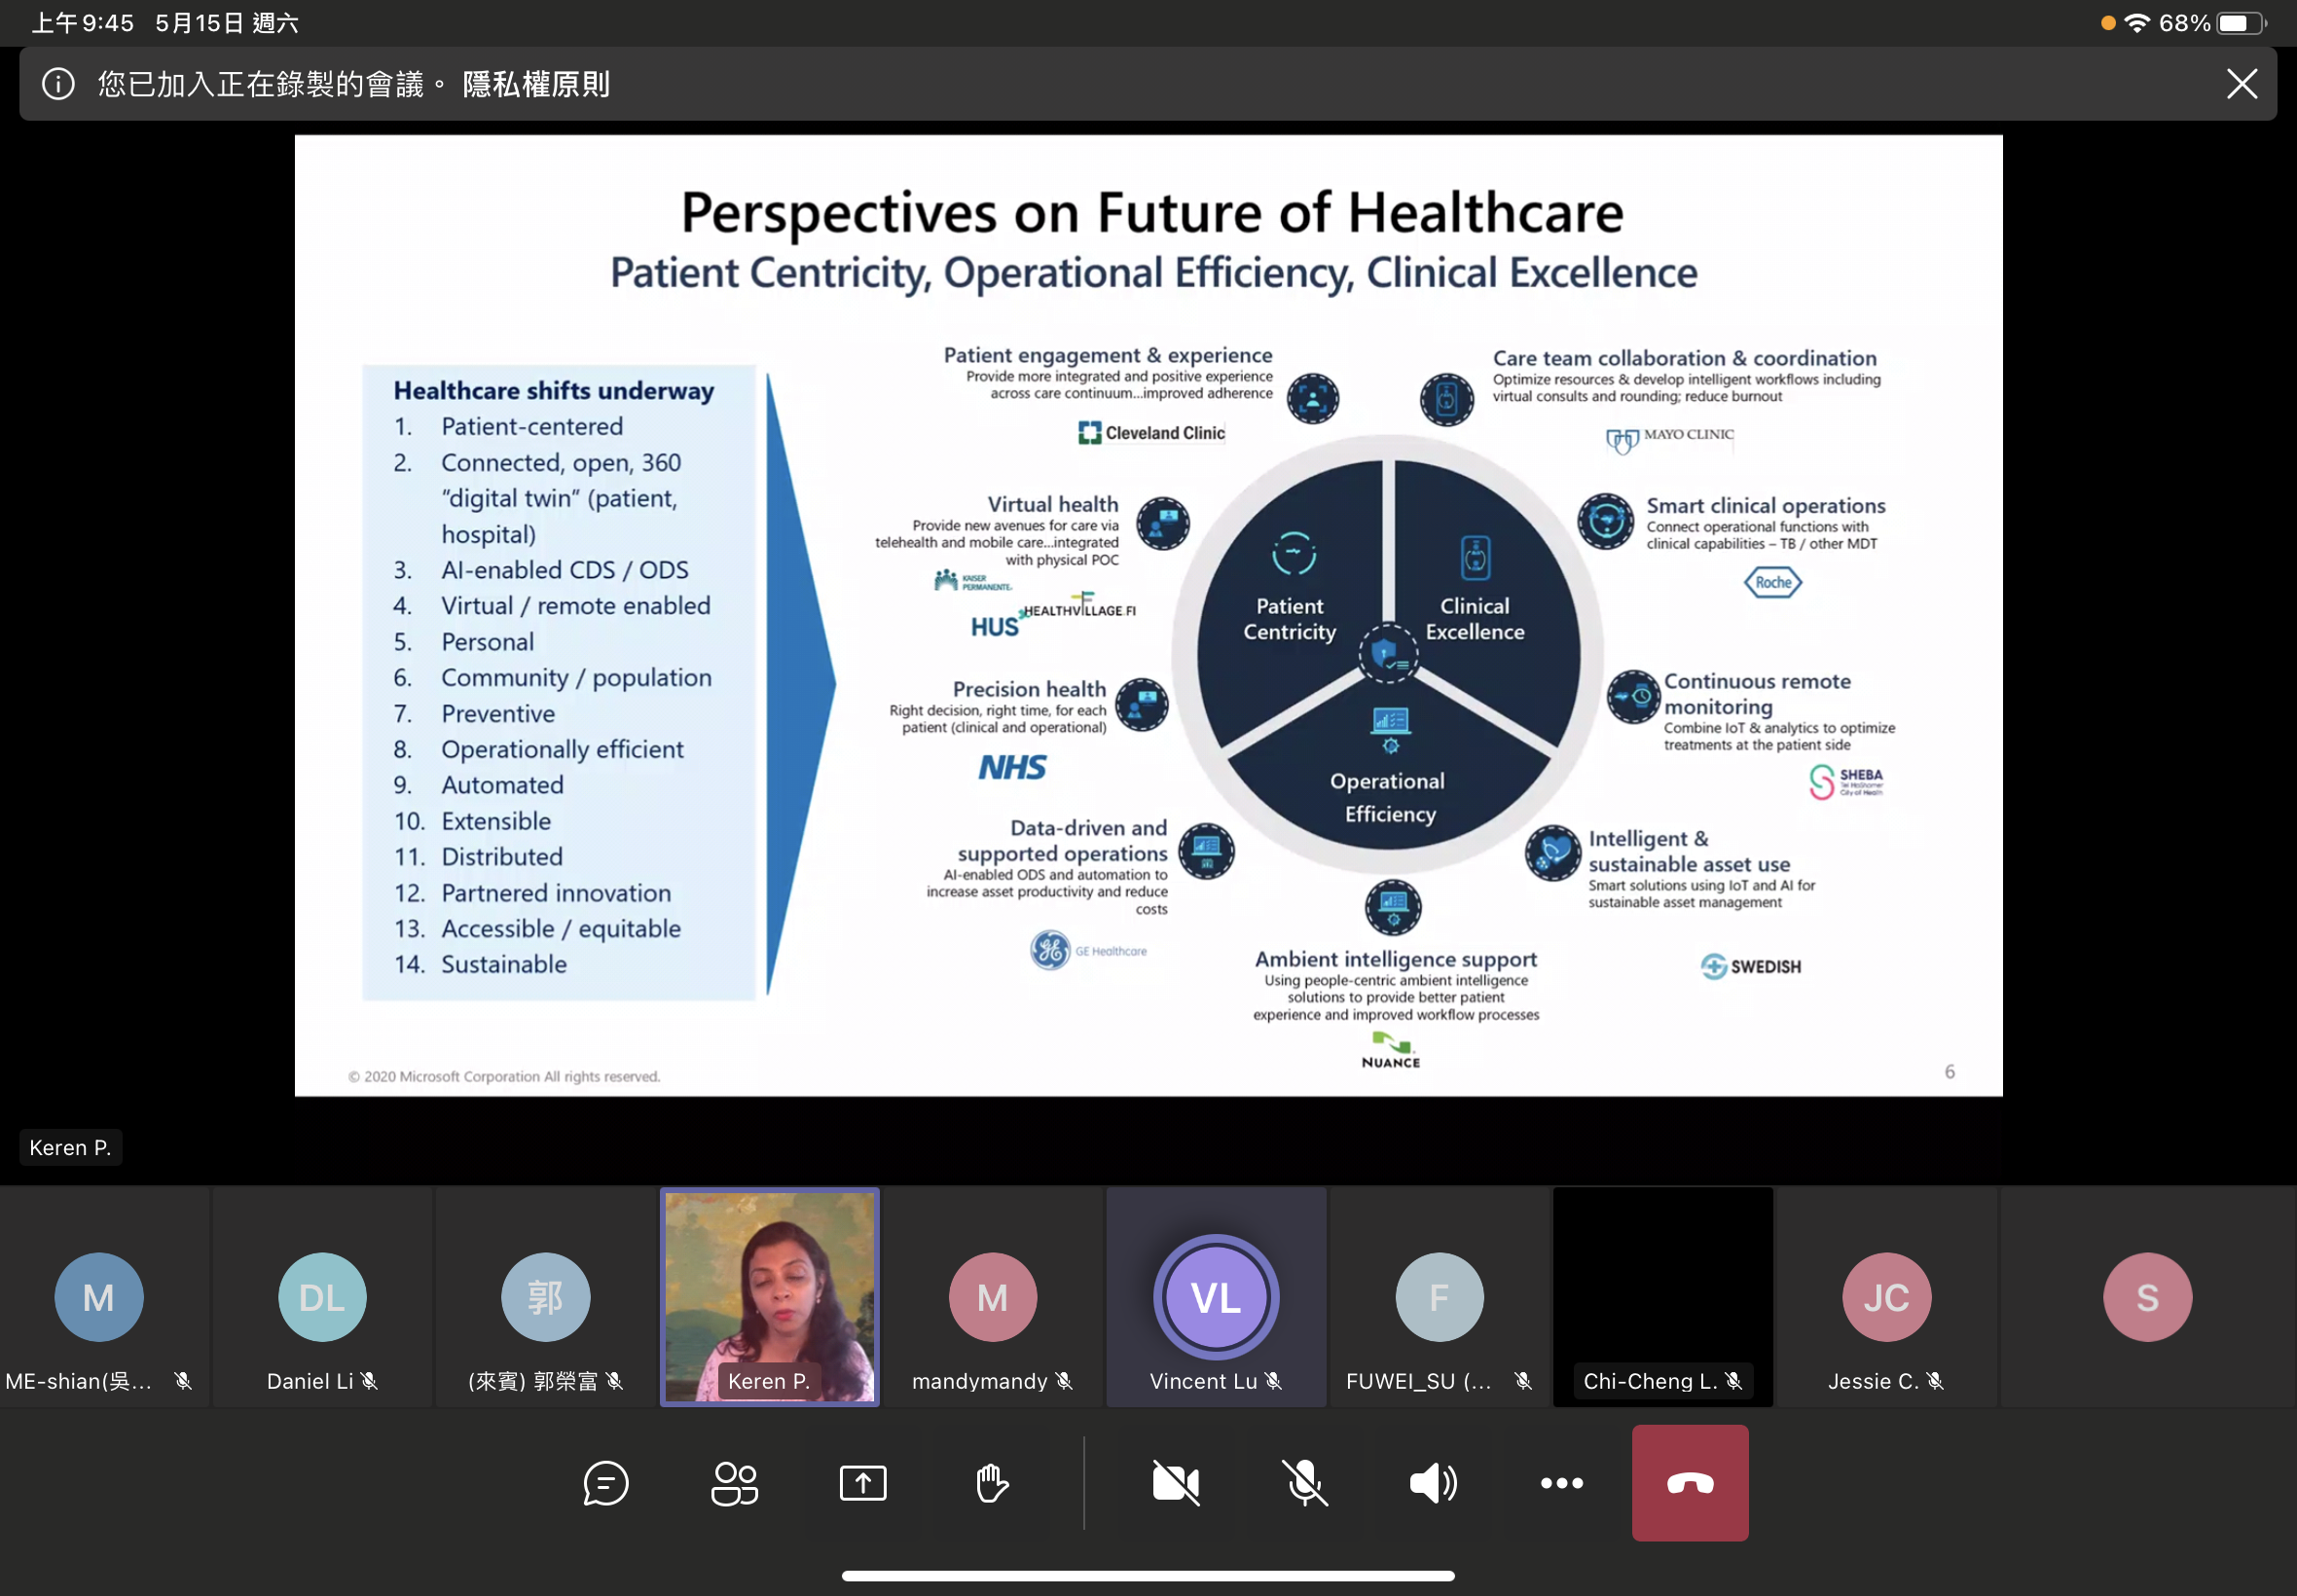 上午9:45 5月15日 週六
68%
您已加入正在錄製的會議。 隱私權原則
Perspectives on Future of Healthcare
Patient Centricity, Operational Efficiency, Clinical Excellence
Healthcare shifts underway
1. Patient-centered
2. Connected, open, 360
“digital twin” (patient,
hospital)
3. AI-enabled CDS / ODS
4. Virtual / remote enabled
5. Personal
6. Community / population
7. Preventive
8. Operationally efficient
9. Automated
10. Extensible
11. Distributed
12. Partnered innovation
13. Accessible / equitable
14. Sustainable
Patient engagement & experience
Provide more integrated and positive experience
across care continuum...improved adherence
Cleveland Clinic
Virtual health
Provide new avenues for care via
telehealth and mobile care...integrated
with physical POC
KAISER
PERMANENTE.
HEALTHVILLAGE.FI
HUS
Precision health
Right decision, right time, for each
patient (clinical and operational)
NHS
Data-driven and
supported operations
AI-enabled ODS and automation to
increase asset productivity and reduce
costs
GE Healthcare
Patient
Centricity
Clinical
Excellence
Operational
Efficiency
Care team collaboration & coordination
Optimize resources & develop intelligent workflows including
virtual consults and rounding; reduce burnout
MAYO CLINIC
Smart clinical operations
Connect operational functions with
clinical capabilities – TB / other MDT
Roche
Continuous remote
monitoring
Combine IoT & analytics to optimize
treatments at the patient side
SHEBA
Tel HaShomer
City of Health
Intelligent &
sustainable asset use
Smart solutions using IoT and AI for
sustainable asset management
SWEDISH
Ambient intelligence support
Using people-centric ambient intelligence
solutions to provide better patient
experience and improved workflow processes
NUANCE
© 2020 Microsoft Corporation All rights reserved.
6
Keren P.
M
DL
郭
M
VL
F
JC
S
ME-shian(吳...
Daniel Li
(來賓) 郭榮富
Keren P.
mandymandy
Vincent Lu
FUWEI_SU (...
Chi-Cheng L.
Jessie C.